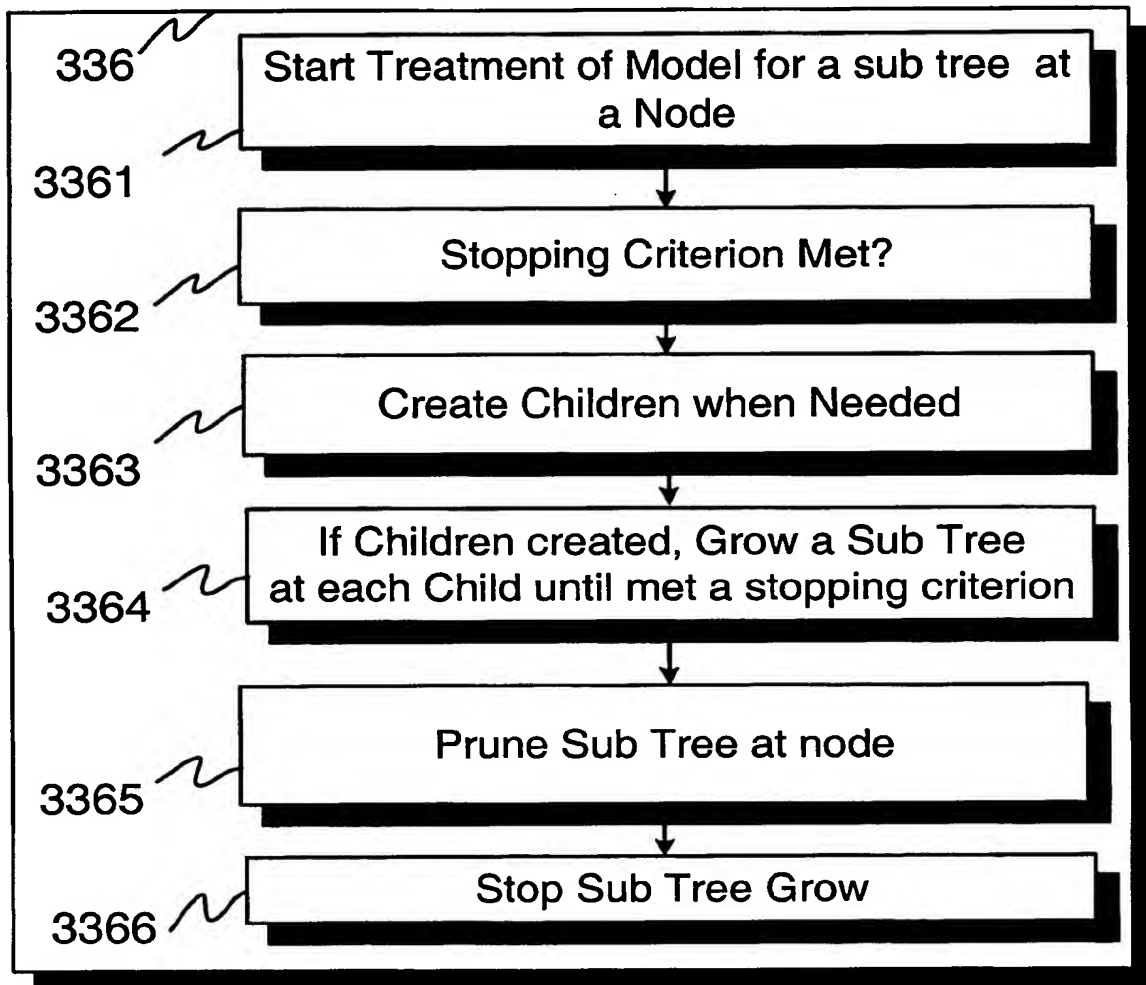 336
Start Treatment of Model for a sub tree at
a Node
3361
Stopping Criterion Met?
3362
Create Children when Needed
3363
If Children created, Grow a Sub Tree
at each Child until met a stopping criterion
3364
Prune Sub Tree at node
3365
Stop Sub Tree Grow
3366